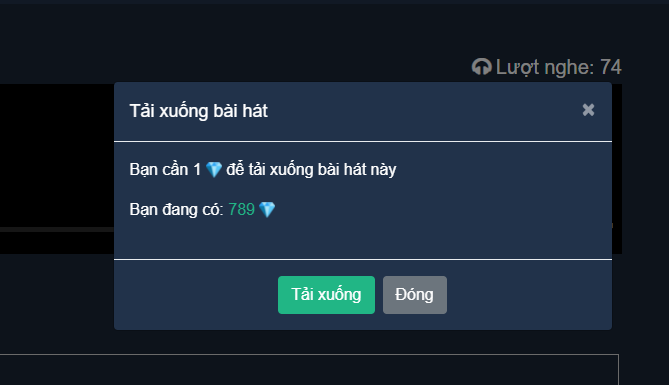 Lượt nghe: 74
Tải xuống bài hát
×
Bạn cần 1 💎 để tải xuống bài hát này
Bạn đang có: 789 💎
Tải xuống
Đóng